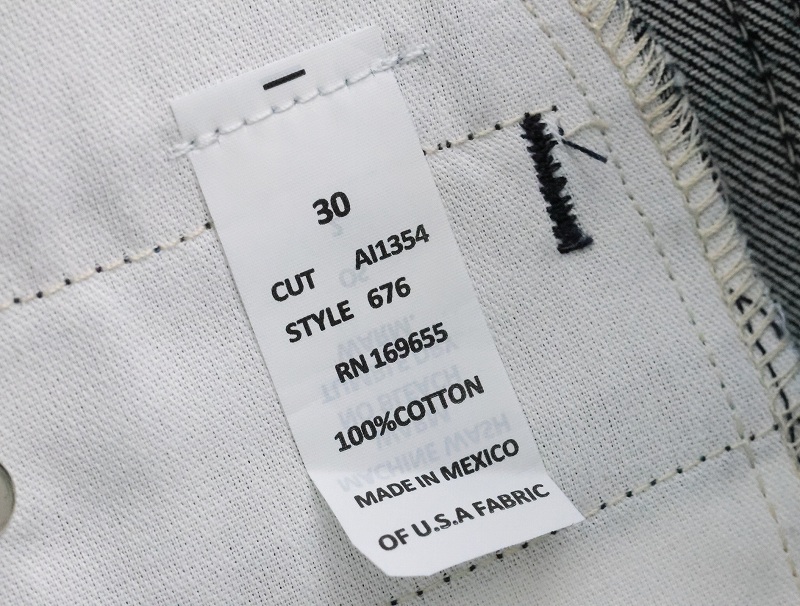 30
CUT AI1354
STYLE 676
RN 169655
100%COTTON
MADE IN MEXICO
OF U.S.A FABRIC